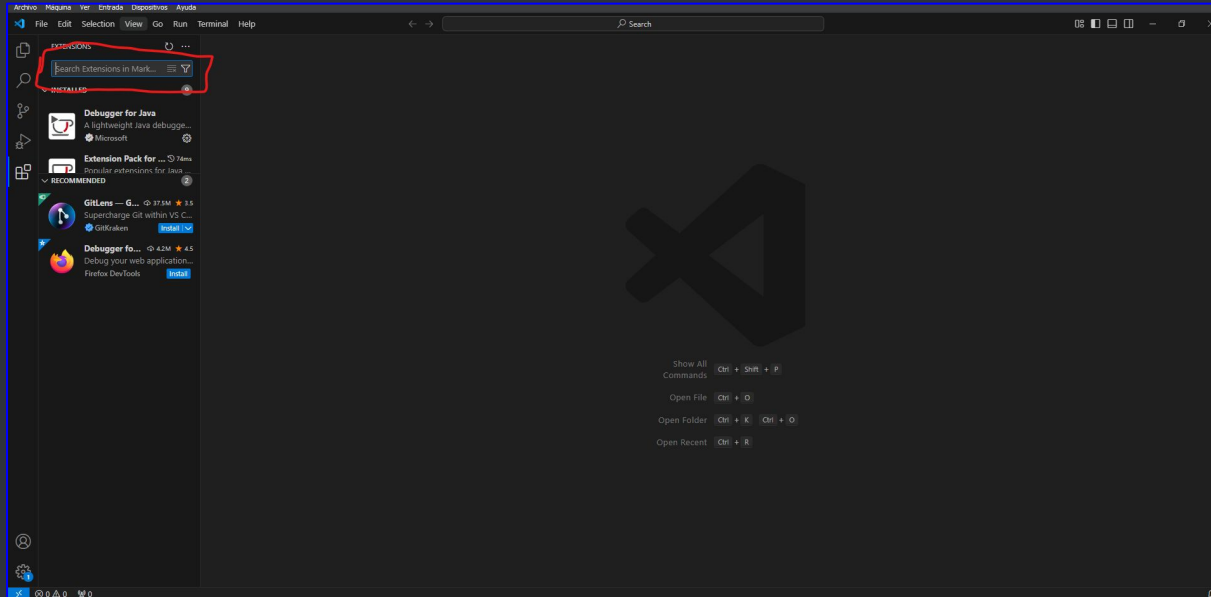 Archivo Máquina Ver Entrada Dispositivos Ayuda
File Edit Selection View Go Run Terminal Help
Search
EXTENSIONS
Search Extensions in Mark...
INSTALLED 9
Debugger for Java
A lightweight Java debugge...
Microsoft
Extension Pack for ... 74ms
Popular extensions for Java ...
RECOMMENDED 2
GitLens — G... 37.5M ★ 3.5
Supercharge Git within VS C...
GitKraken Install
Debugger fo... 4.2M ★ 4.5
Debug your web application...
Firefox DevTools Install
Show All
Commands Ctrl + Shift + P
Open File Ctrl + O
Open Folder Ctrl + K Ctrl + O
Open Recent Ctrl + R
1
0 0 0